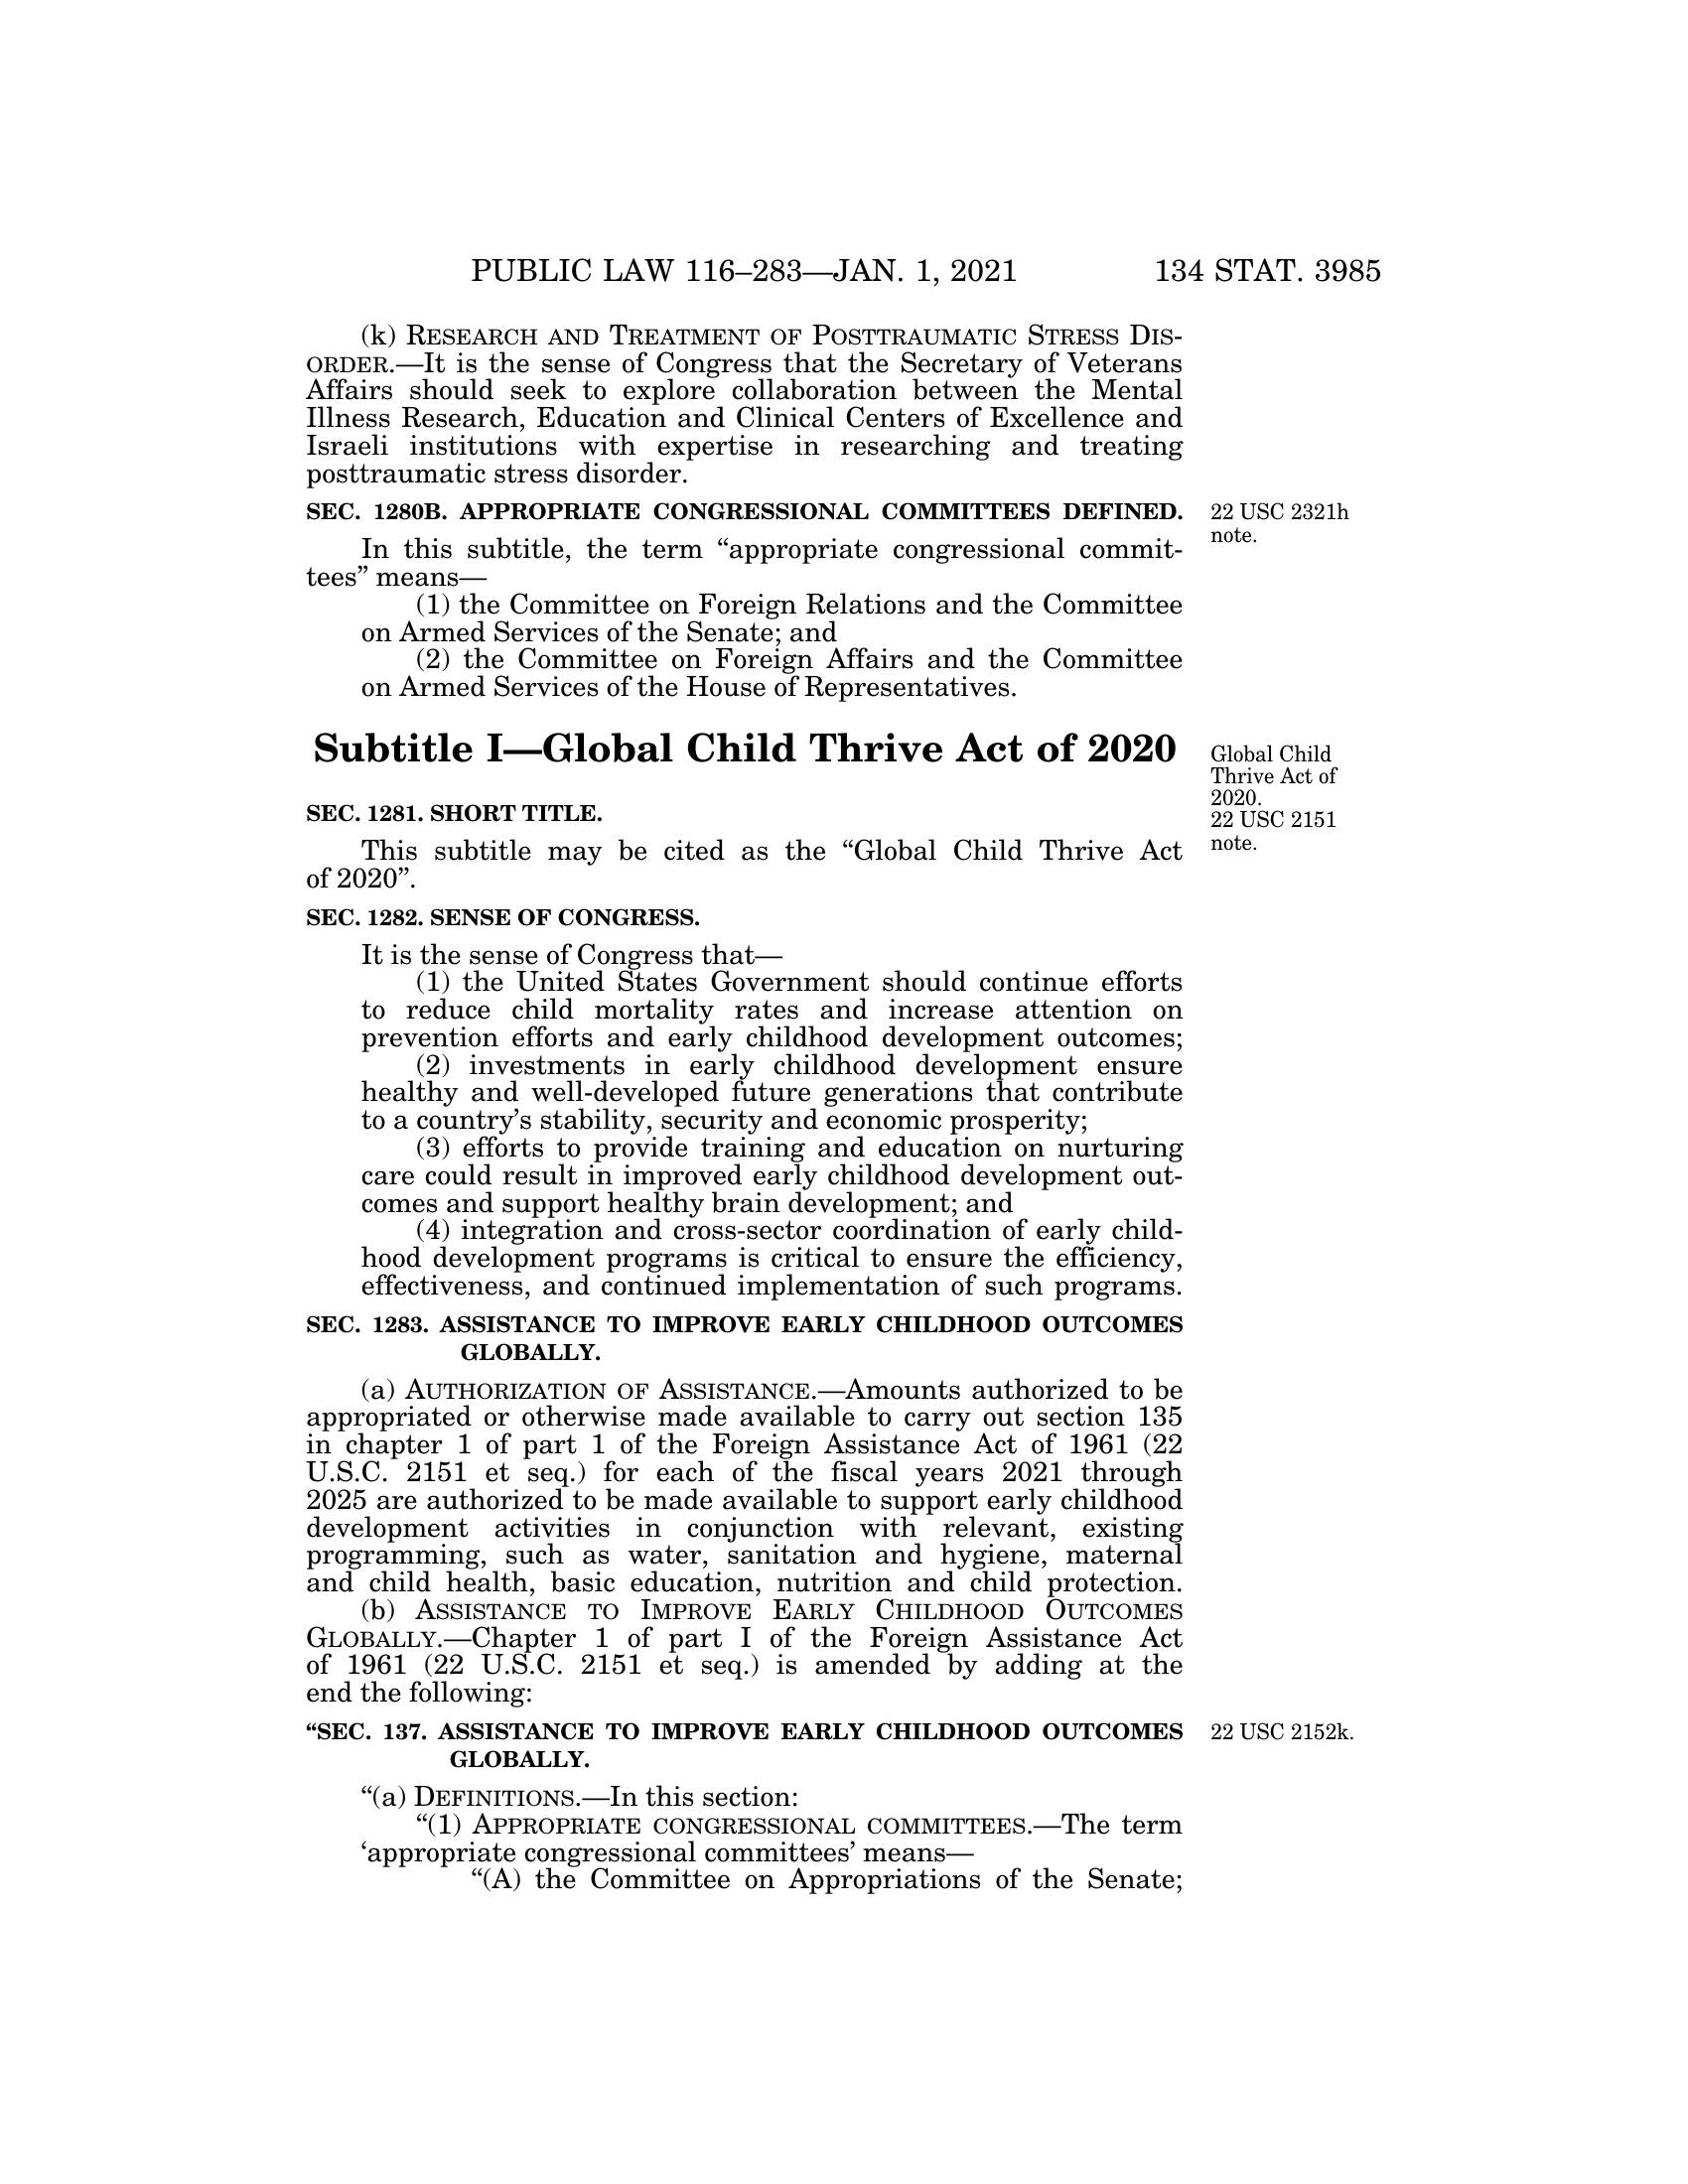 PUBLIC LAW 116–283—JAN. 1, 2021 134 STAT. 3985
(k) RESEARCH AND TREATMENT OF POSTTRAUMATIC STRESS DIS-
ORDER.—It is the sense of Congress that the Secretary of Veterans
Affairs should seek to explore collaboration between the Mental
Illness Research, Education and Clinical Centers of Excellence and
Israeli institutions with expertise in researching and treating
posttraumatic stress disorder.
SEC. 1280B. APPROPRIATE CONGRESSIONAL COMMITTEES DEFINED.
22 USC 2321h
note.
In this subtitle, the term “appropriate congressional commit-
tees” means—
(1) the Committee on Foreign Relations and the Committee
on Armed Services of the Senate; and
(2) the Committee on Foreign Affairs and the Committee
on Armed Services of the House of Representatives.
Subtitle I—Global Child Thrive Act of 2020
Global Child
Thrive Act of
2020.
22 USC 2151
note.
SEC. 1281. SHORT TITLE.
This subtitle may be cited as the “Global Child Thrive Act
of 2020”.
SEC. 1282. SENSE OF CONGRESS.
It is the sense of Congress that—
(1) the United States Government should continue efforts
to reduce child mortality rates and increase attention on
prevention efforts and early childhood development outcomes;
(2) investments in early childhood development ensure
healthy and well-developed future generations that contribute
to a country’s stability, security and economic prosperity;
(3) efforts to provide training and education on nurturing
care could result in improved early childhood development out-
comes and support healthy brain development; and
(4) integration and cross-sector coordination of early child-
hood development programs is critical to ensure the efficiency,
effectiveness, and continued implementation of such programs.
SEC. 1283. ASSISTANCE TO IMPROVE EARLY CHILDHOOD OUTCOMES
GLOBALLY.
(a) AUTHORIZATION OF ASSISTANCE.—Amounts authorized to be
appropriated or otherwise made available to carry out section 135
in chapter 1 of part 1 of the Foreign Assistance Act of 1961 (22
U.S.C. 2151 et seq.) for each of the fiscal years 2021 through
2025 are authorized to be made available to support early childhood
development activities in conjunction with relevant, existing
programming, such as water, sanitation and hygiene, maternal
and child health, basic education, nutrition and child protection.
(b) ASSISTANCE TO IMPROVE EARLY CHILDHOOD OUTCOMES
GLOBALLY.—Chapter 1 of part I of the Foreign Assistance Act
of 1961 (22 U.S.C. 2151 et seq.) is amended by adding at the
end the following:
“SEC. 137. ASSISTANCE TO IMPROVE EARLY CHILDHOOD OUTCOMES
GLOBALLY.
22 USC 2152k.
“(a) DEFINITIONS.—In this section:
“(1) APPROPRIATE CONGRESSIONAL COMMITTEES.—The term
‘appropriate congressional committees’ means—
“(A) the Committee on Appropriations of the Senate;